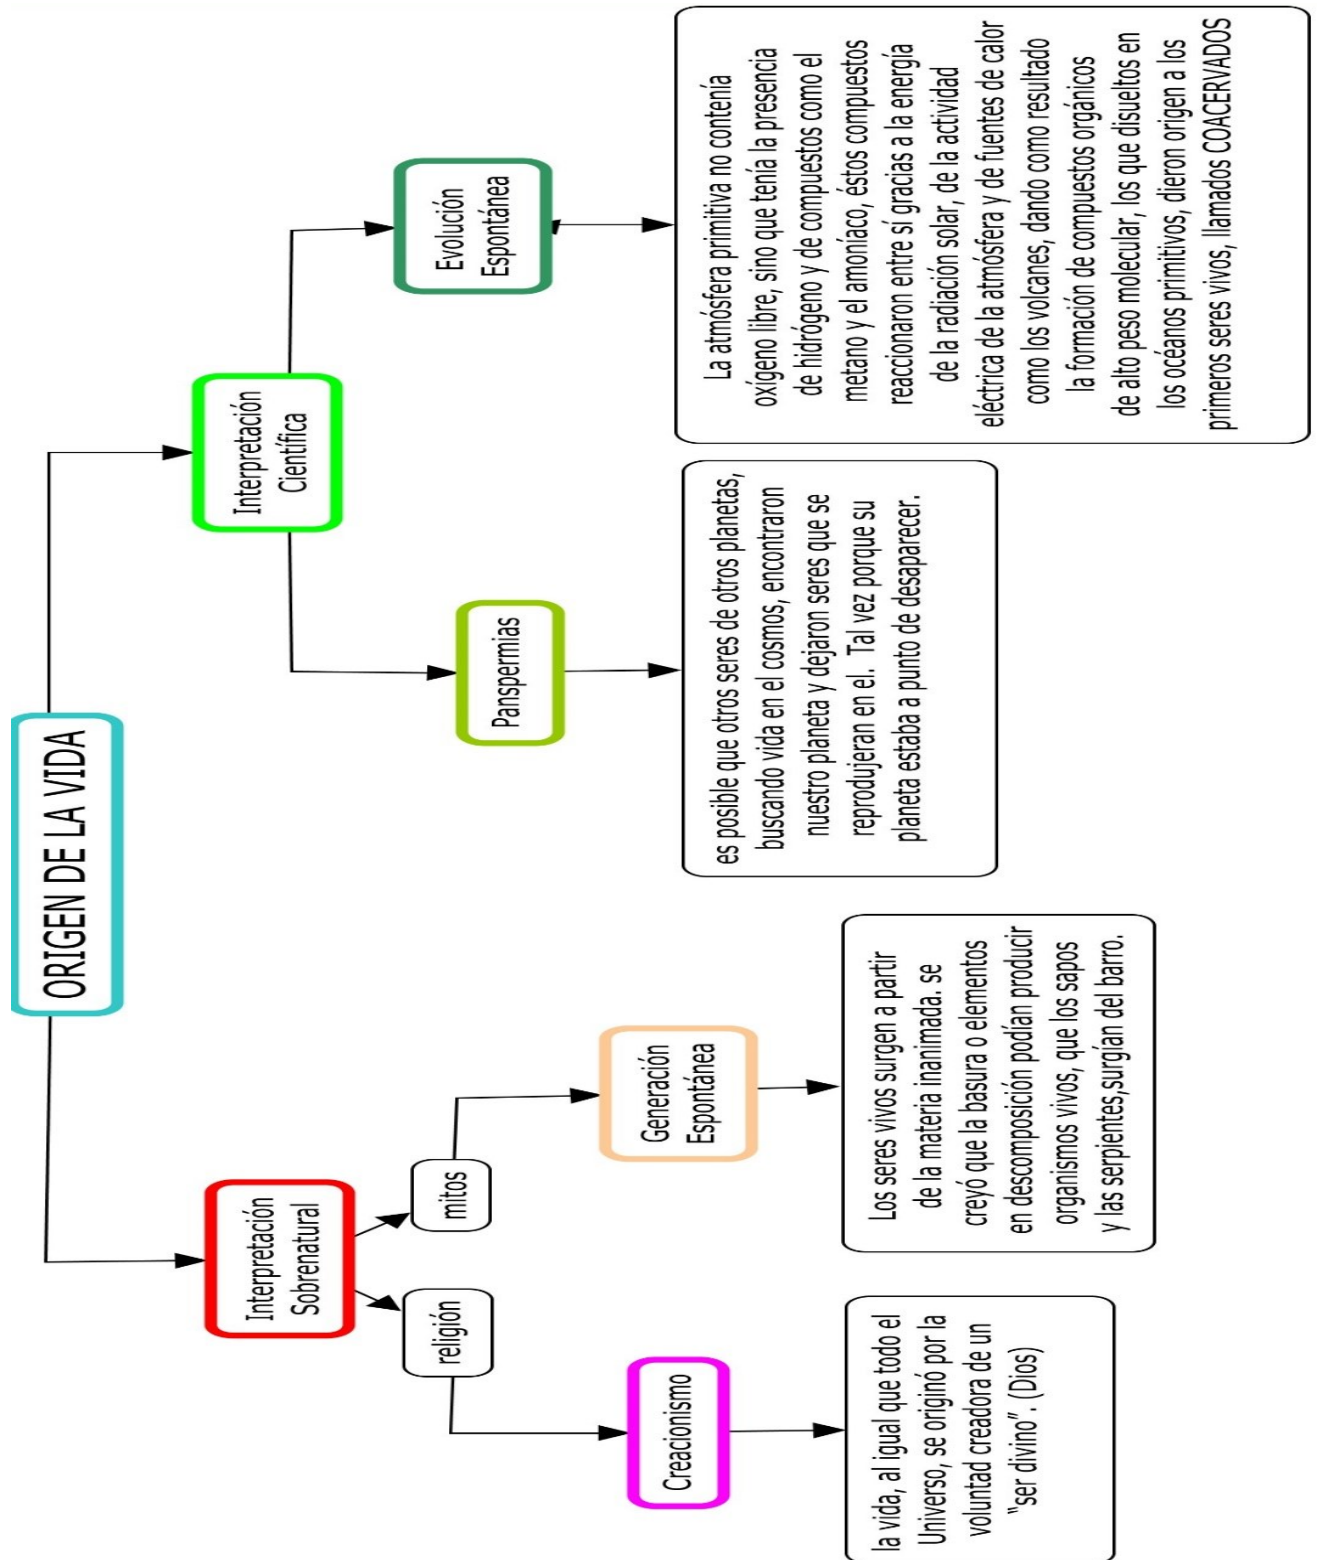 ORIGEN DE LA VIDA
Interpretación
Sobrenatural
religión
mitos
Creacionismo
la vida, al igual que todo el
Universo, se originó por la
voluntad creadora de un
"ser divino". (Dios)
Generación
Espontánea
Los seres vivos surgen a partir
de la materia inanimada. se
creyó que la basura o elementos
en descomposición podían producir
organismos vivos, que los sapos
y las serpientes,surgían del barro.
Interpretación
Científica
Panspermias
es posible que otros seres de otros planetas,
buscando vida en el cosmos, encontraron
nuestro planeta y dejaron seres que se
reprodujeran en el. Tal vez porque su
planeta estaba a punto de desaparecer.
Evolución
Espontánea
La atmósfera primitiva no contenía
oxígeno libre, sino que tenía la presencia
de hidrógeno y de compuestos como el
metano y el amoníaco, éstos compuestos
reaccionaron entre sí gracias a la energía
de la radiación solar, de la actividad
eléctrica de la atmósfera y de fuentes de calor
como los volcanes, dando como resultado
la formación de compuestos orgánicos
de alto peso molecular, los que disueltos en
los océanos primitivos, dieron origen a los
primeros seres vivos, llamados COACERVADOS